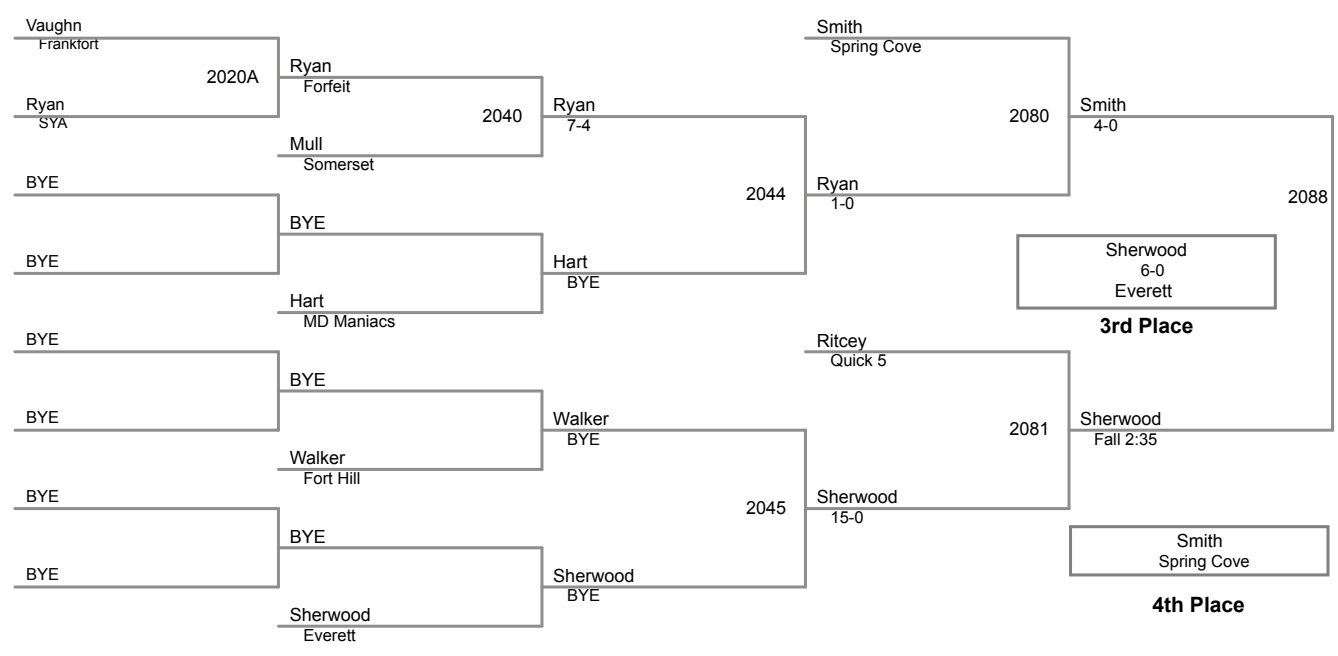 Vaughn
Frankfort
2020A
Ryan
SYA
BYE
BYE
BYE
BYE
BYE
BYE
Ryan
Forfeit
2040
Mull
Somerset
BYE
Hart
MD Maniacs
BYE
Walker
Fort Hill
BYE
Sherwood
Everett
Ryan
7-4
2044
Hart
BYE
Walker
BYE
2045
Sherwood
BYE
Smith
Spring Cove
2080
Ryan
1-0
Ritcey
Quick 5
2081
Sherwood
15-0
Smith
4-0
2088
Sherwood
Fall 2:35
Sherwood
6-0
Everett
3rd Place
Smith
Spring Cove
4th Place